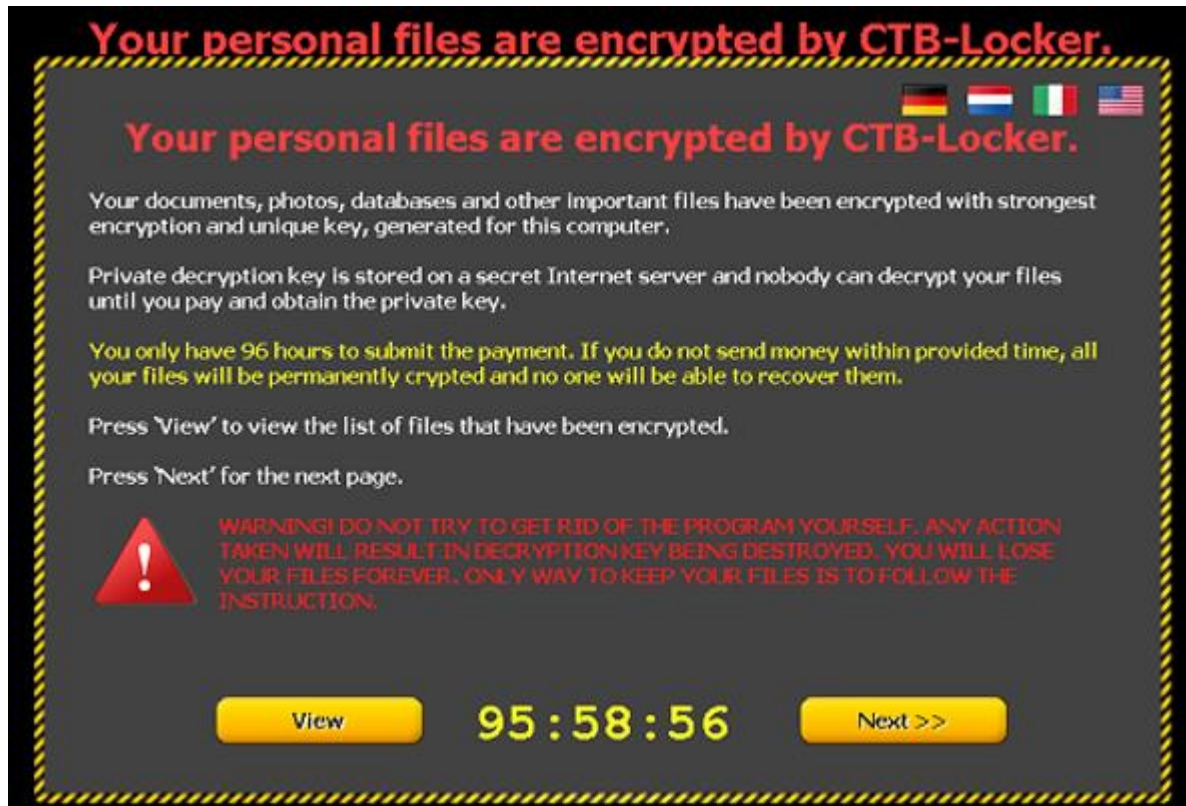 Your personal files are encrypted by CTB-Locker.
Your personal files are encrypted by CTB-Locker.
Your documents, photos, databases and other important files have been encrypted with strongest
encryption and unique key, generated for this computer.
Private decryption key is stored on a secret Internet server and nobody can decrypt your files
until you pay and obtain the private key.
You only have 96 hours to submit the payment. If you do not send money within provided time, all
your files will be permanently crypted and no one will be able to recover them.
Press 'View' to view the list of files that have been encrypted.
Press 'Next' for the next page.
WARNING! DO NOT TRY TO GET RID OF THE PROGRAM YOURSELF. ANY ACTION
TAKEN WILL RESULT IN DECRYPTION KEY BEING DESTROYED. YOU WILL LOSE
YOUR FILES FOREVER. ONLY WAY TO KEEP YOUR FILES IS TO FOLLOW THE
INSTRUCTION.
View 95:58:56 Next >>